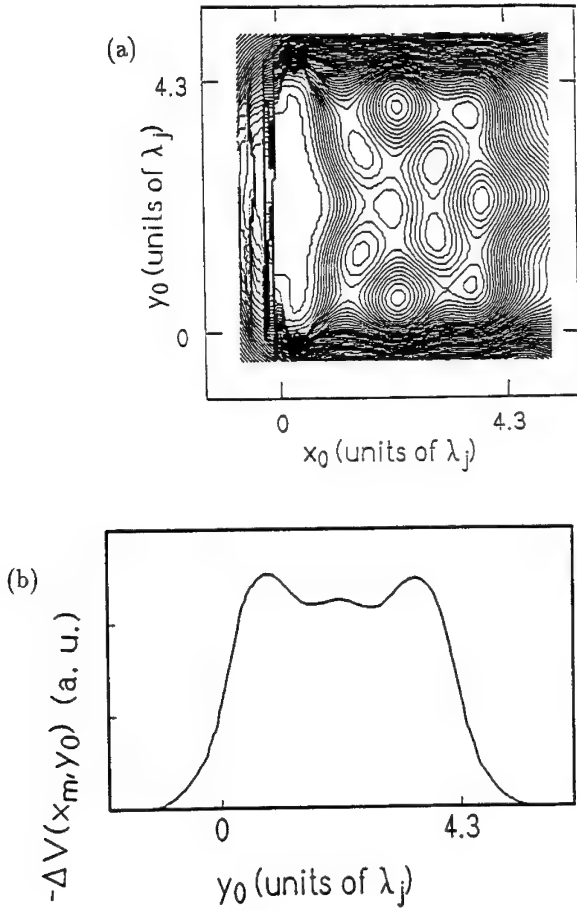 (a)
4.3
y₀ (units of λⱼ)
0
0
4.3
x₀ (units of λⱼ)
(b)
-ΔV(xₘ,y₀) (a. u.)
0
4.3
y₀ (units of λⱼ)